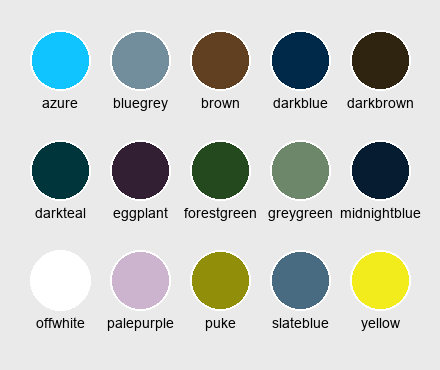 azure bluegrey brown darkblue darkbrown
darkteal eggplant forestgreen greygreen midnightblue
offwhite palepurple puke slateblue yellow